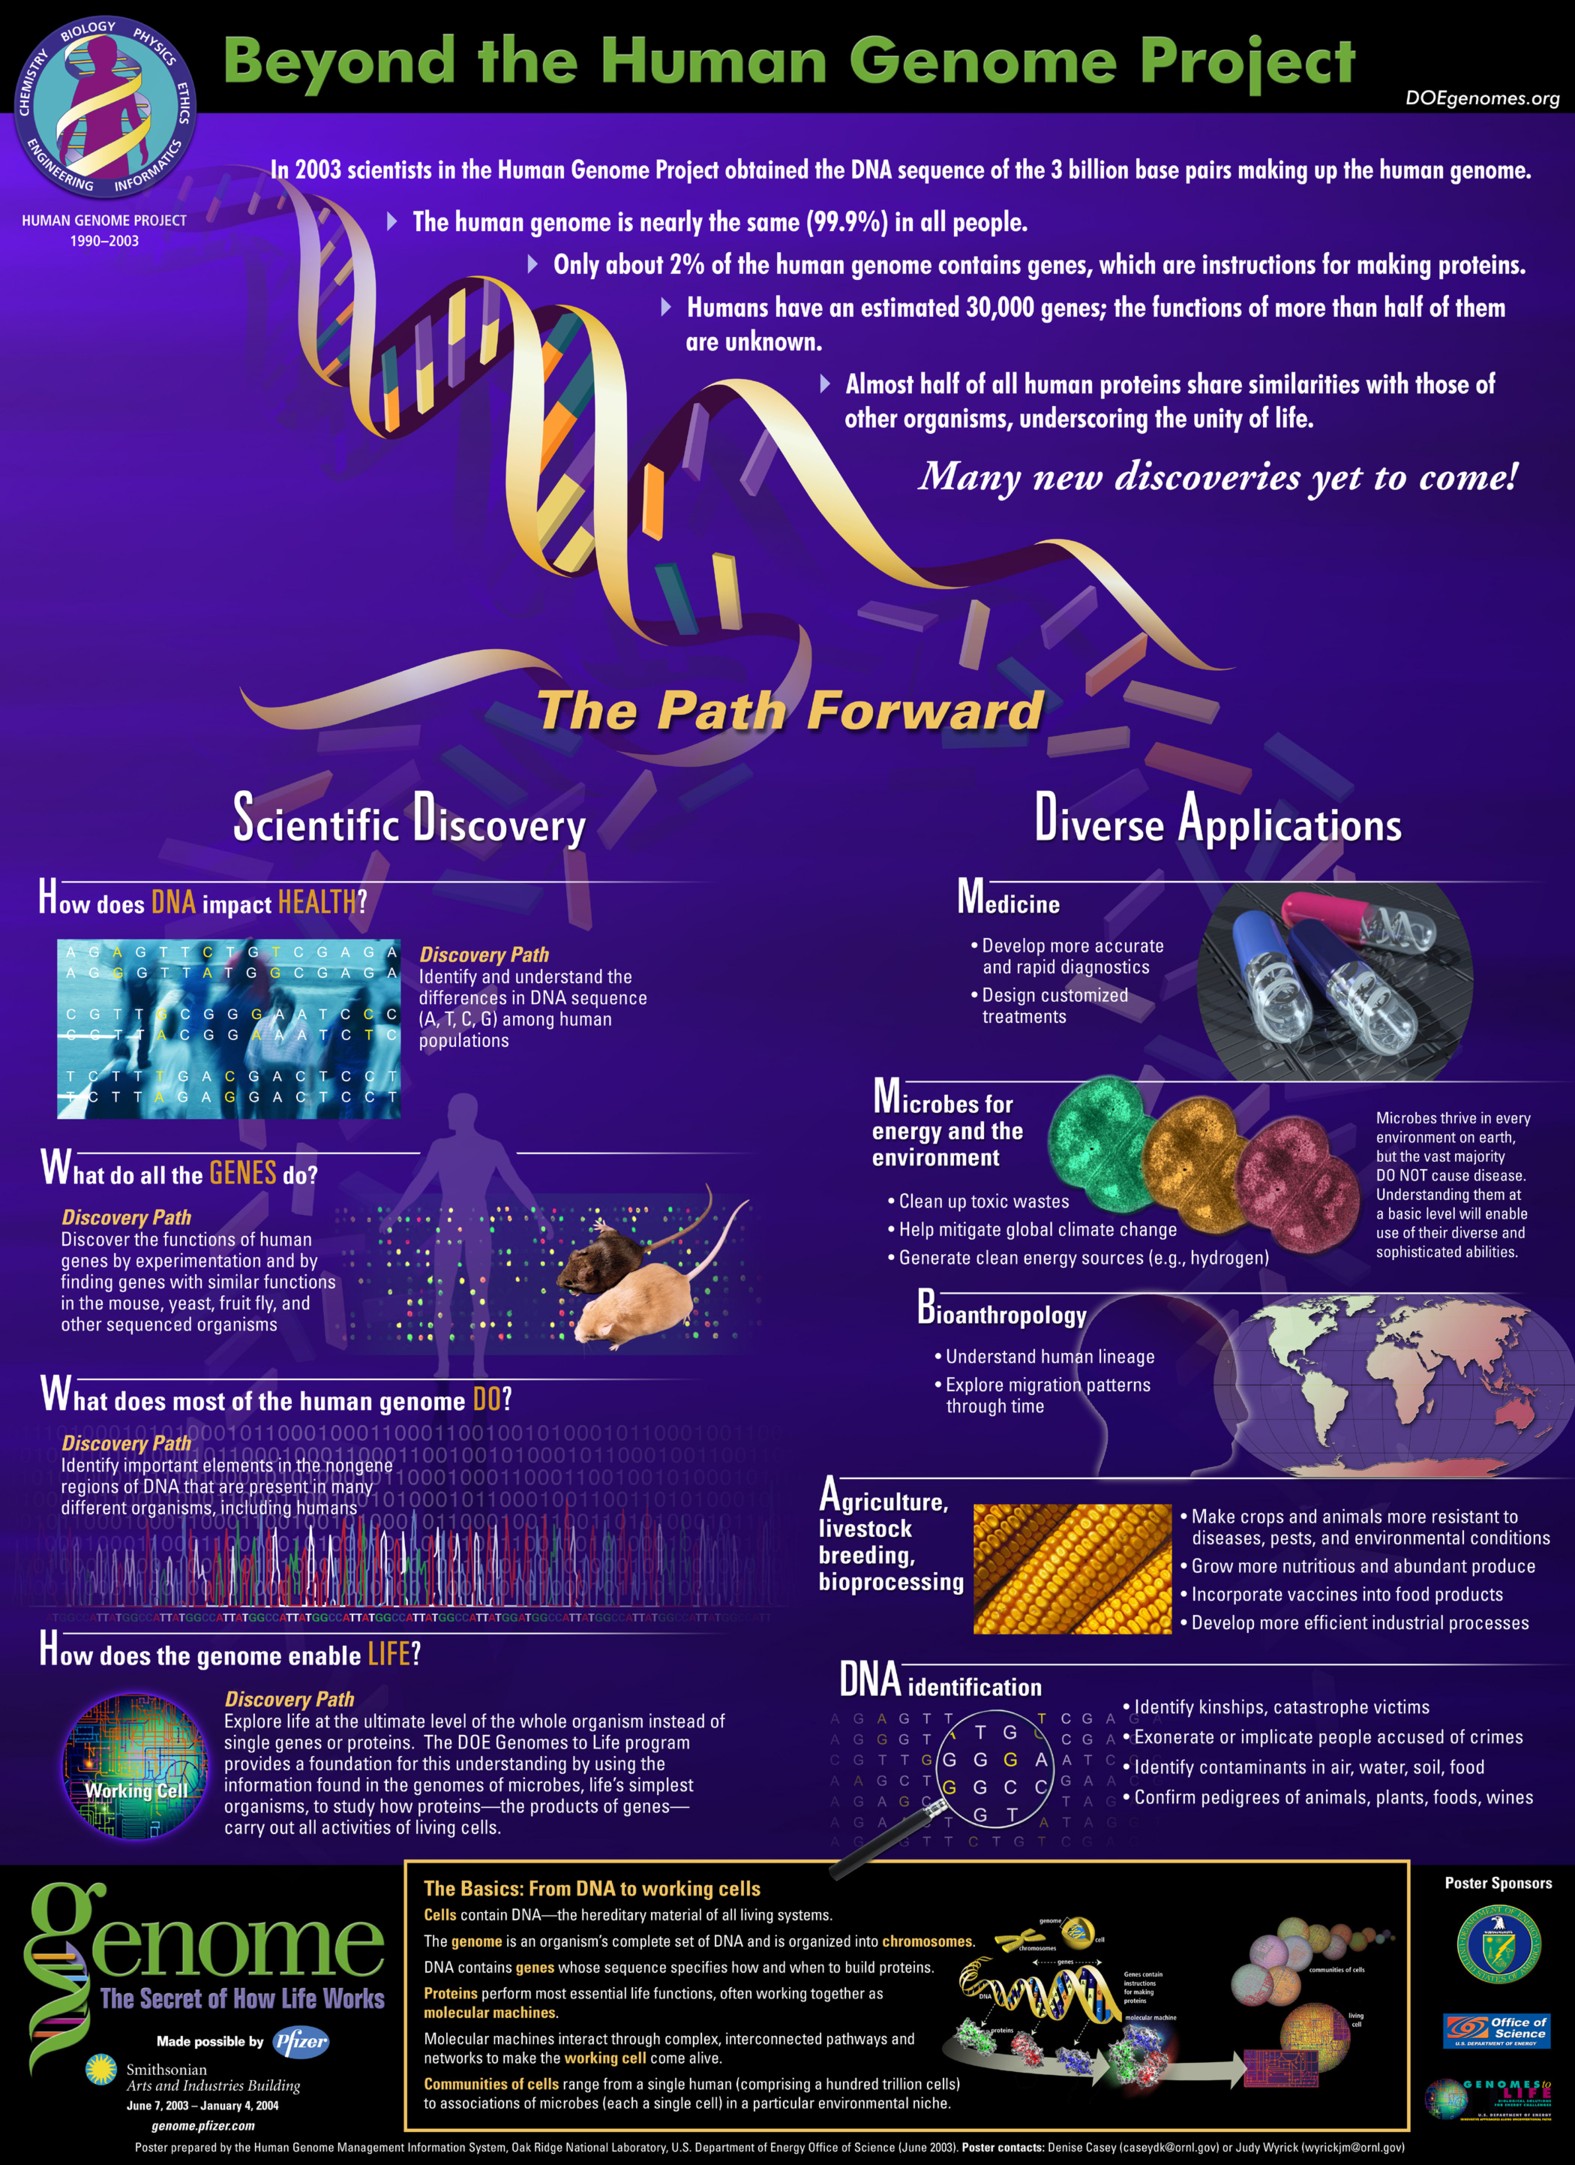 CHEMISTRY BIOLOGY PHYSICS ETHICS
ENGINEERING INFORMATICS
HUMAN GENOME PROJECT
1990–2003
Beyond the Human Genome Project
DOEgenomes.org
In 2003 scientists in the Human Genome Project obtained the DNA sequence of the 3 billion base pairs making up the human genome.
The human genome is nearly the same (99.9%) in all people.
Only about 2% of the human genome contains genes, which are instructions for making proteins.
Humans have an estimated 30,000 genes; the functions of more than half of them
are unknown.
Almost half of all human proteins share similarities with those of
other organisms, underscoring the unity of life.
Many new discoveries yet to come!
The Path Forward
Scientific Discovery
How does DNA impact HEALTH?
A G A G T T C T G T C G A G A
A G G G T T A T G G C G A G A
C G T T G C G G G A A T C C C
C G T T A C G G A A A T C T C
T C T T T G A C G A C T C C T
T C T T A G A G G A C T C C T
Discovery Path
Identify and understand the
differences in DNA sequence
(A, T, C, G) among human
populations
What do all the GENES do?
Discovery Path
Discover the functions of human
genes by experimentation and by
finding genes with similar functions
in the mouse, yeast, fruit fly, and
other sequenced organisms
What does most of the human genome DO?
Discovery Path
Identify important elements in the nongene
regions of DNA that are present in many
different organisms, including humans
How does the genome enable LIFE?
Working Cell
Discovery Path
Explore life at the ultimate level of the whole organism instead of
single genes or proteins. The DOE Genomes to Life program
provides a foundation for this understanding by using the
information found in the genomes of microbes, life's simplest
organisms, to study how proteins—the products of genes—
carry out all activities of living cells.
Diverse Applications
Medicine
• Develop more accurate
and rapid diagnostics
• Design customized
treatments
Microbes for
energy and the
environment
• Clean up toxic wastes
• Help mitigate global climate change
• Generate clean energy sources (e.g., hydrogen)
Microbes thrive in every
environment on earth,
but the vast majority
DO NOT cause disease.
Understanding them at
a basic level will enable
use of their diverse and
sophisticated abilities.
Bioanthropology
• Understand human lineage
• Explore migration patterns
through time
Agriculture,
livestock
breeding,
bioprocessing
• Make crops and animals more resistant to
diseases, pests, and environmental conditions
• Grow more nutritious and abundant produce
• Incorporate vaccines into food products
• Develop more efficient industrial processes
DNA identification
T G
G G G A
G G C C
G T
• Identify kinships, catastrophe victims
• Exonerate or implicate people accused of crimes
• Identify contaminants in air, water, soil, food
• Confirm pedigrees of animals, plants, foods, wines
genome
The Secret of How Life Works
Made possible by Pfizer
Smithsonian
Arts and Industries Building
June 7, 2003 – January 4, 2004
genome.pfizer.com
The Basics: From DNA to working cells
Cells contain DNA—the hereditary material of all living systems.
The genome is an organism's complete set of DNA and is organized into chromosomes.
DNA contains genes whose sequence specifies how and when to build proteins.
Proteins perform most essential life functions, often working together as
molecular machines.
Molecular machines interact through complex, interconnected pathways and
networks to make the working cell come alive.
Communities of cells range from a single human (comprising a hundred trillion cells)
to associations of microbes (each a single cell) in a particular environmental niche.
genome
cell
chromosomes
genes
DNA
Genes contain
instructions
for making
proteins
proteins
molecular machine
communities of cells
living
cell
Poster Sponsors
Office of
Science
U.S. DEPARTMENT OF ENERGY
GENOMES to
LIFE
U.S. DEPARTMENT OF ENERGY
Poster prepared by the Human Genome Management Information System, Oak Ridge National Laboratory, U.S. Department of Energy Office of Science (June 2003). Poster contacts: Denise Casey (caseydk@ornl.gov) or Judy Wyrick (wyrickjm@ornl.gov)